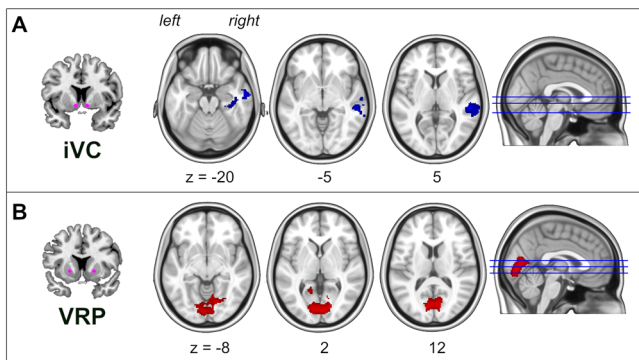 A
left right
iVC
z = -20 -5 5
B
VRP
z = -8 2 12